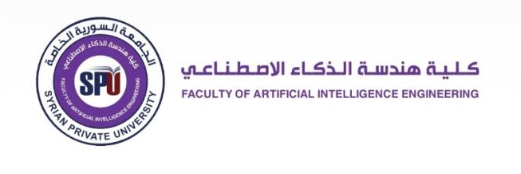 الجامعة السورية الخاصة
كلية هندسة الذكاء الاصطناعي
SPU
FACULTY OF ARTIFICIAL INTELLIGENCE ENGINEERING
SYRIAN PRIVATE UNIVERSITY
كلية هندسة الذكاء الاصطناعي
FACULTY OF ARTIFICIAL INTELLIGENCE ENGINEERING